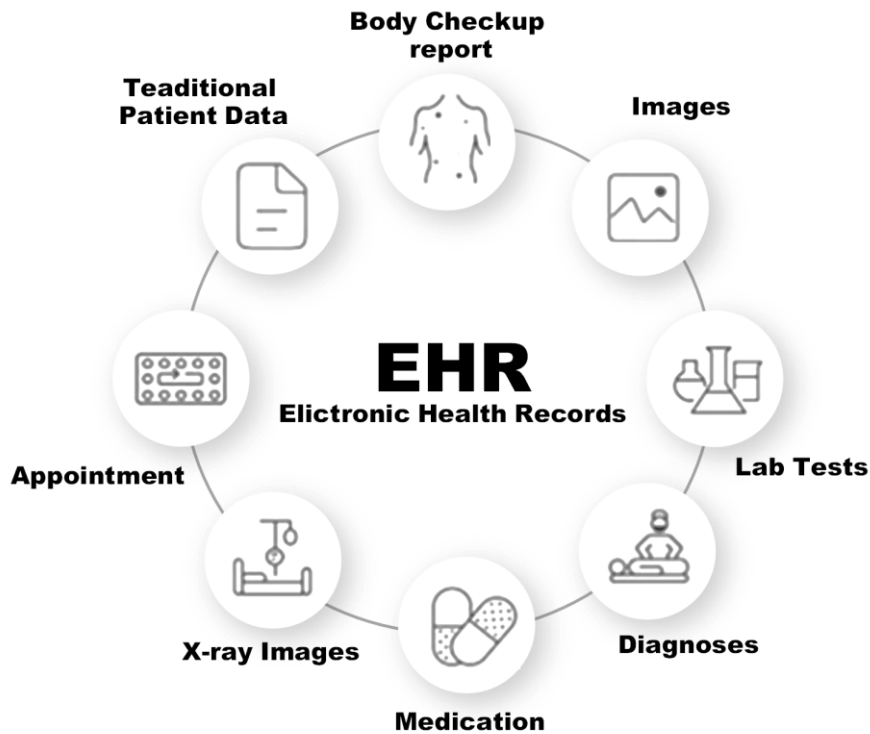 Body Checkup
report
Teaditional
Patient Data
Images
EHR
Elictronic Health Records
Lab Tests
Appointment
Diagnoses
X-ray Images
Medication